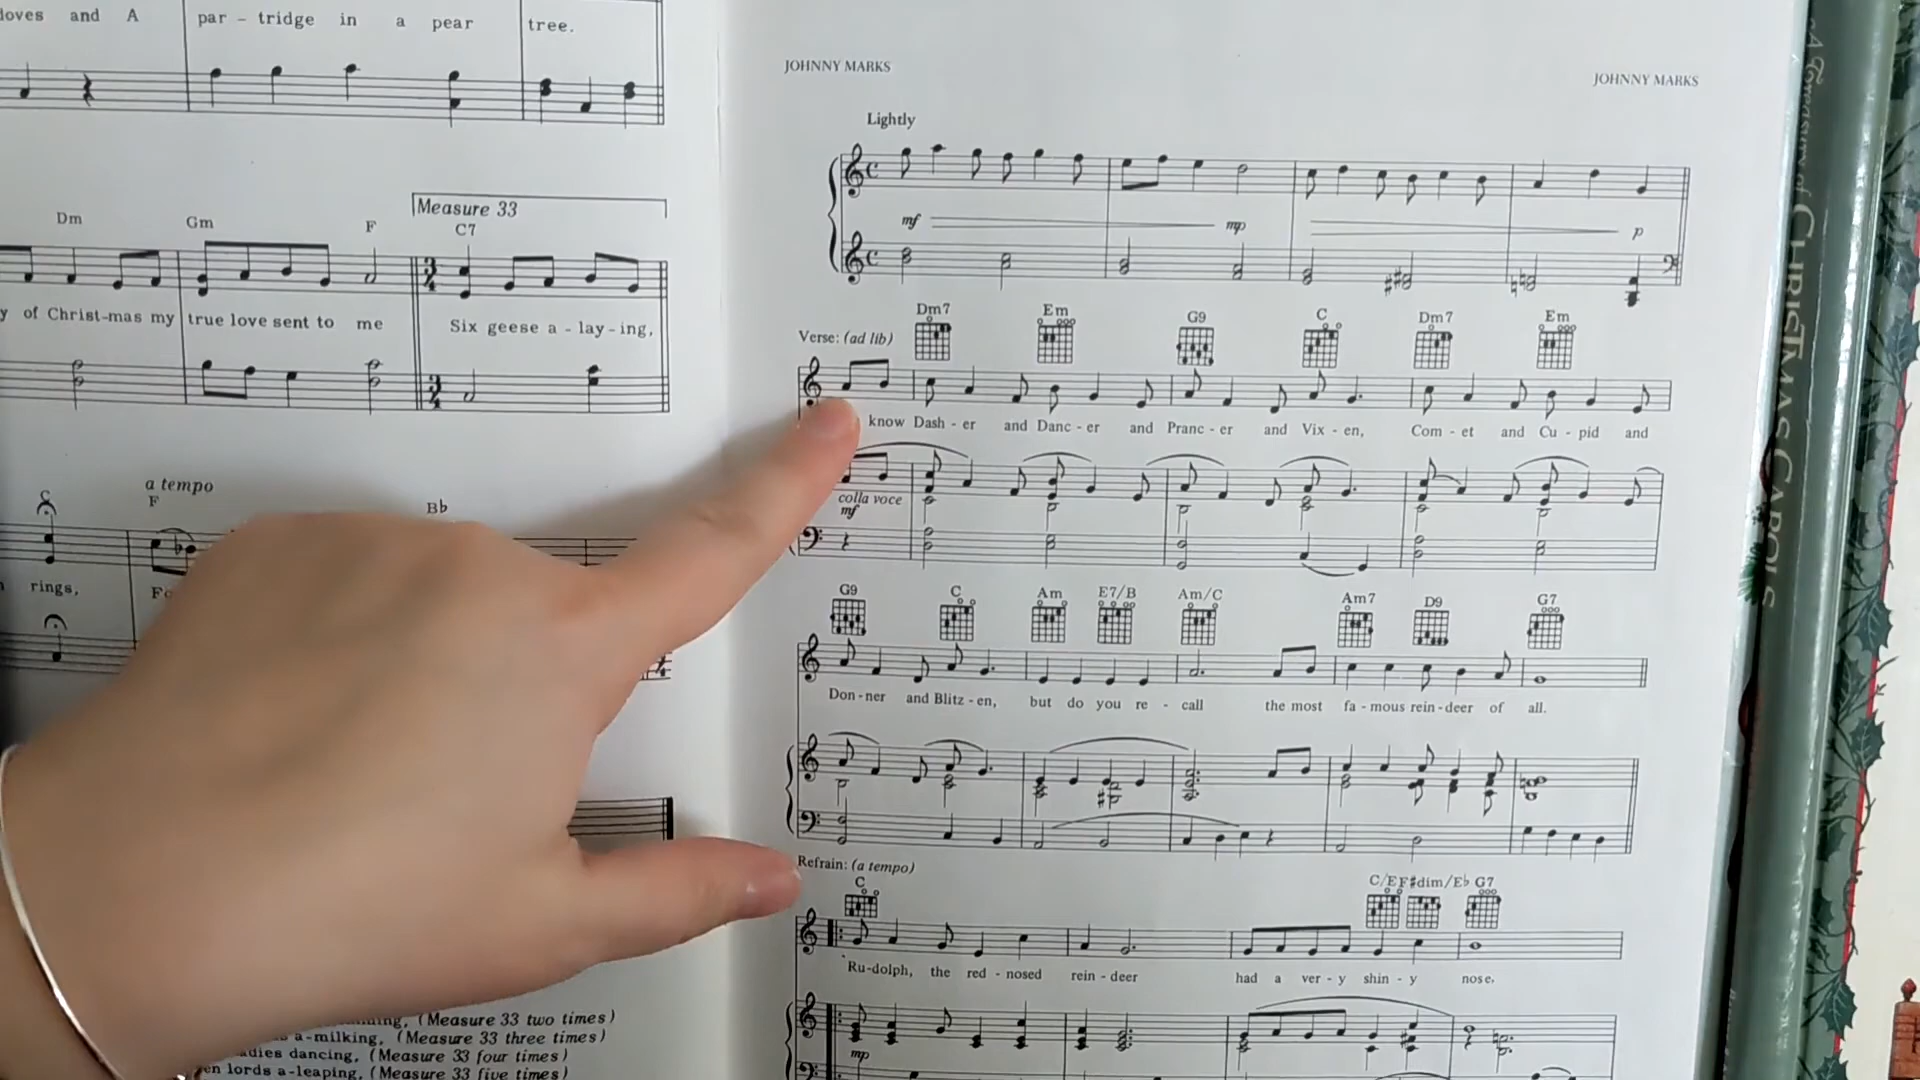 doves and A par - tridge in a pear tree.
Dm Gm F
Measure 33
C7
of Christ-mas my true love sent to me Six geese a - lay - ing,
a tempo
C F Bb
rings,
(Measure 33 two times)
a-milking, (Measure 33 three times)
dancing, (Measure 33 four times)
lords a-leaping, (Measure 33 five times)
JOHNNY MARKS JOHNNY MARKS
Lightly
mf mp p
Verse: (ad lib)
Dm7 Em G9 C Dm7 Em
know Dash - er and Danc - er and Pranc - er and Vix - en, Com - et and Cu - pid and
colla voce
mf
G9 C Am E7/B Am/C Am7 D9 G7
Don - ner and Blitz - en, but do you re - call the most fa - mous rein - deer of all.
Refrain: (a tempo)
C C/E F#dim/E♭ G7
Ru-dolph, the red - nosed rein - deer had a ver - y shin - y nose,
mp
A Treasury of CHRISTMAS CAROLS